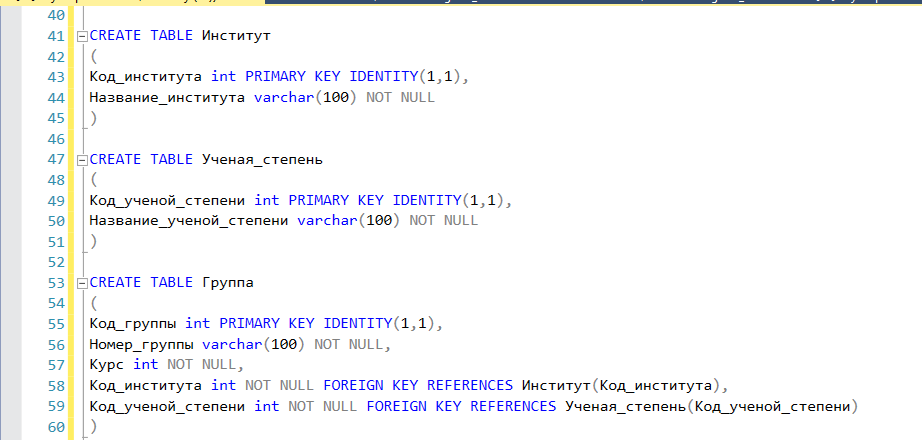 40
41 CREATE TABLE Институт
42 (
43 Код_института int PRIMARY KEY IDENTITY(1,1),
44 Название_института varchar(100) NOT NULL
45 )
46
47 CREATE TABLE Ученая_степень
48 (
49 Код_ученой_степени int PRIMARY KEY IDENTITY(1,1),
50 Название_ученой_степени varchar(100) NOT NULL
51 )
52
53 CREATE TABLE Группа
54 (
55 Код_группы int PRIMARY KEY IDENTITY(1,1),
56 Номер_группы varchar(100) NOT NULL,
57 Курс int NOT NULL,
58 Код_института int NOT NULL FOREIGN KEY REFERENCES Институт(Код_института),
59 Код_ученой_степени int NOT NULL FOREIGN KEY REFERENCES Ученая_степень(Код_ученой_степени)
60 )